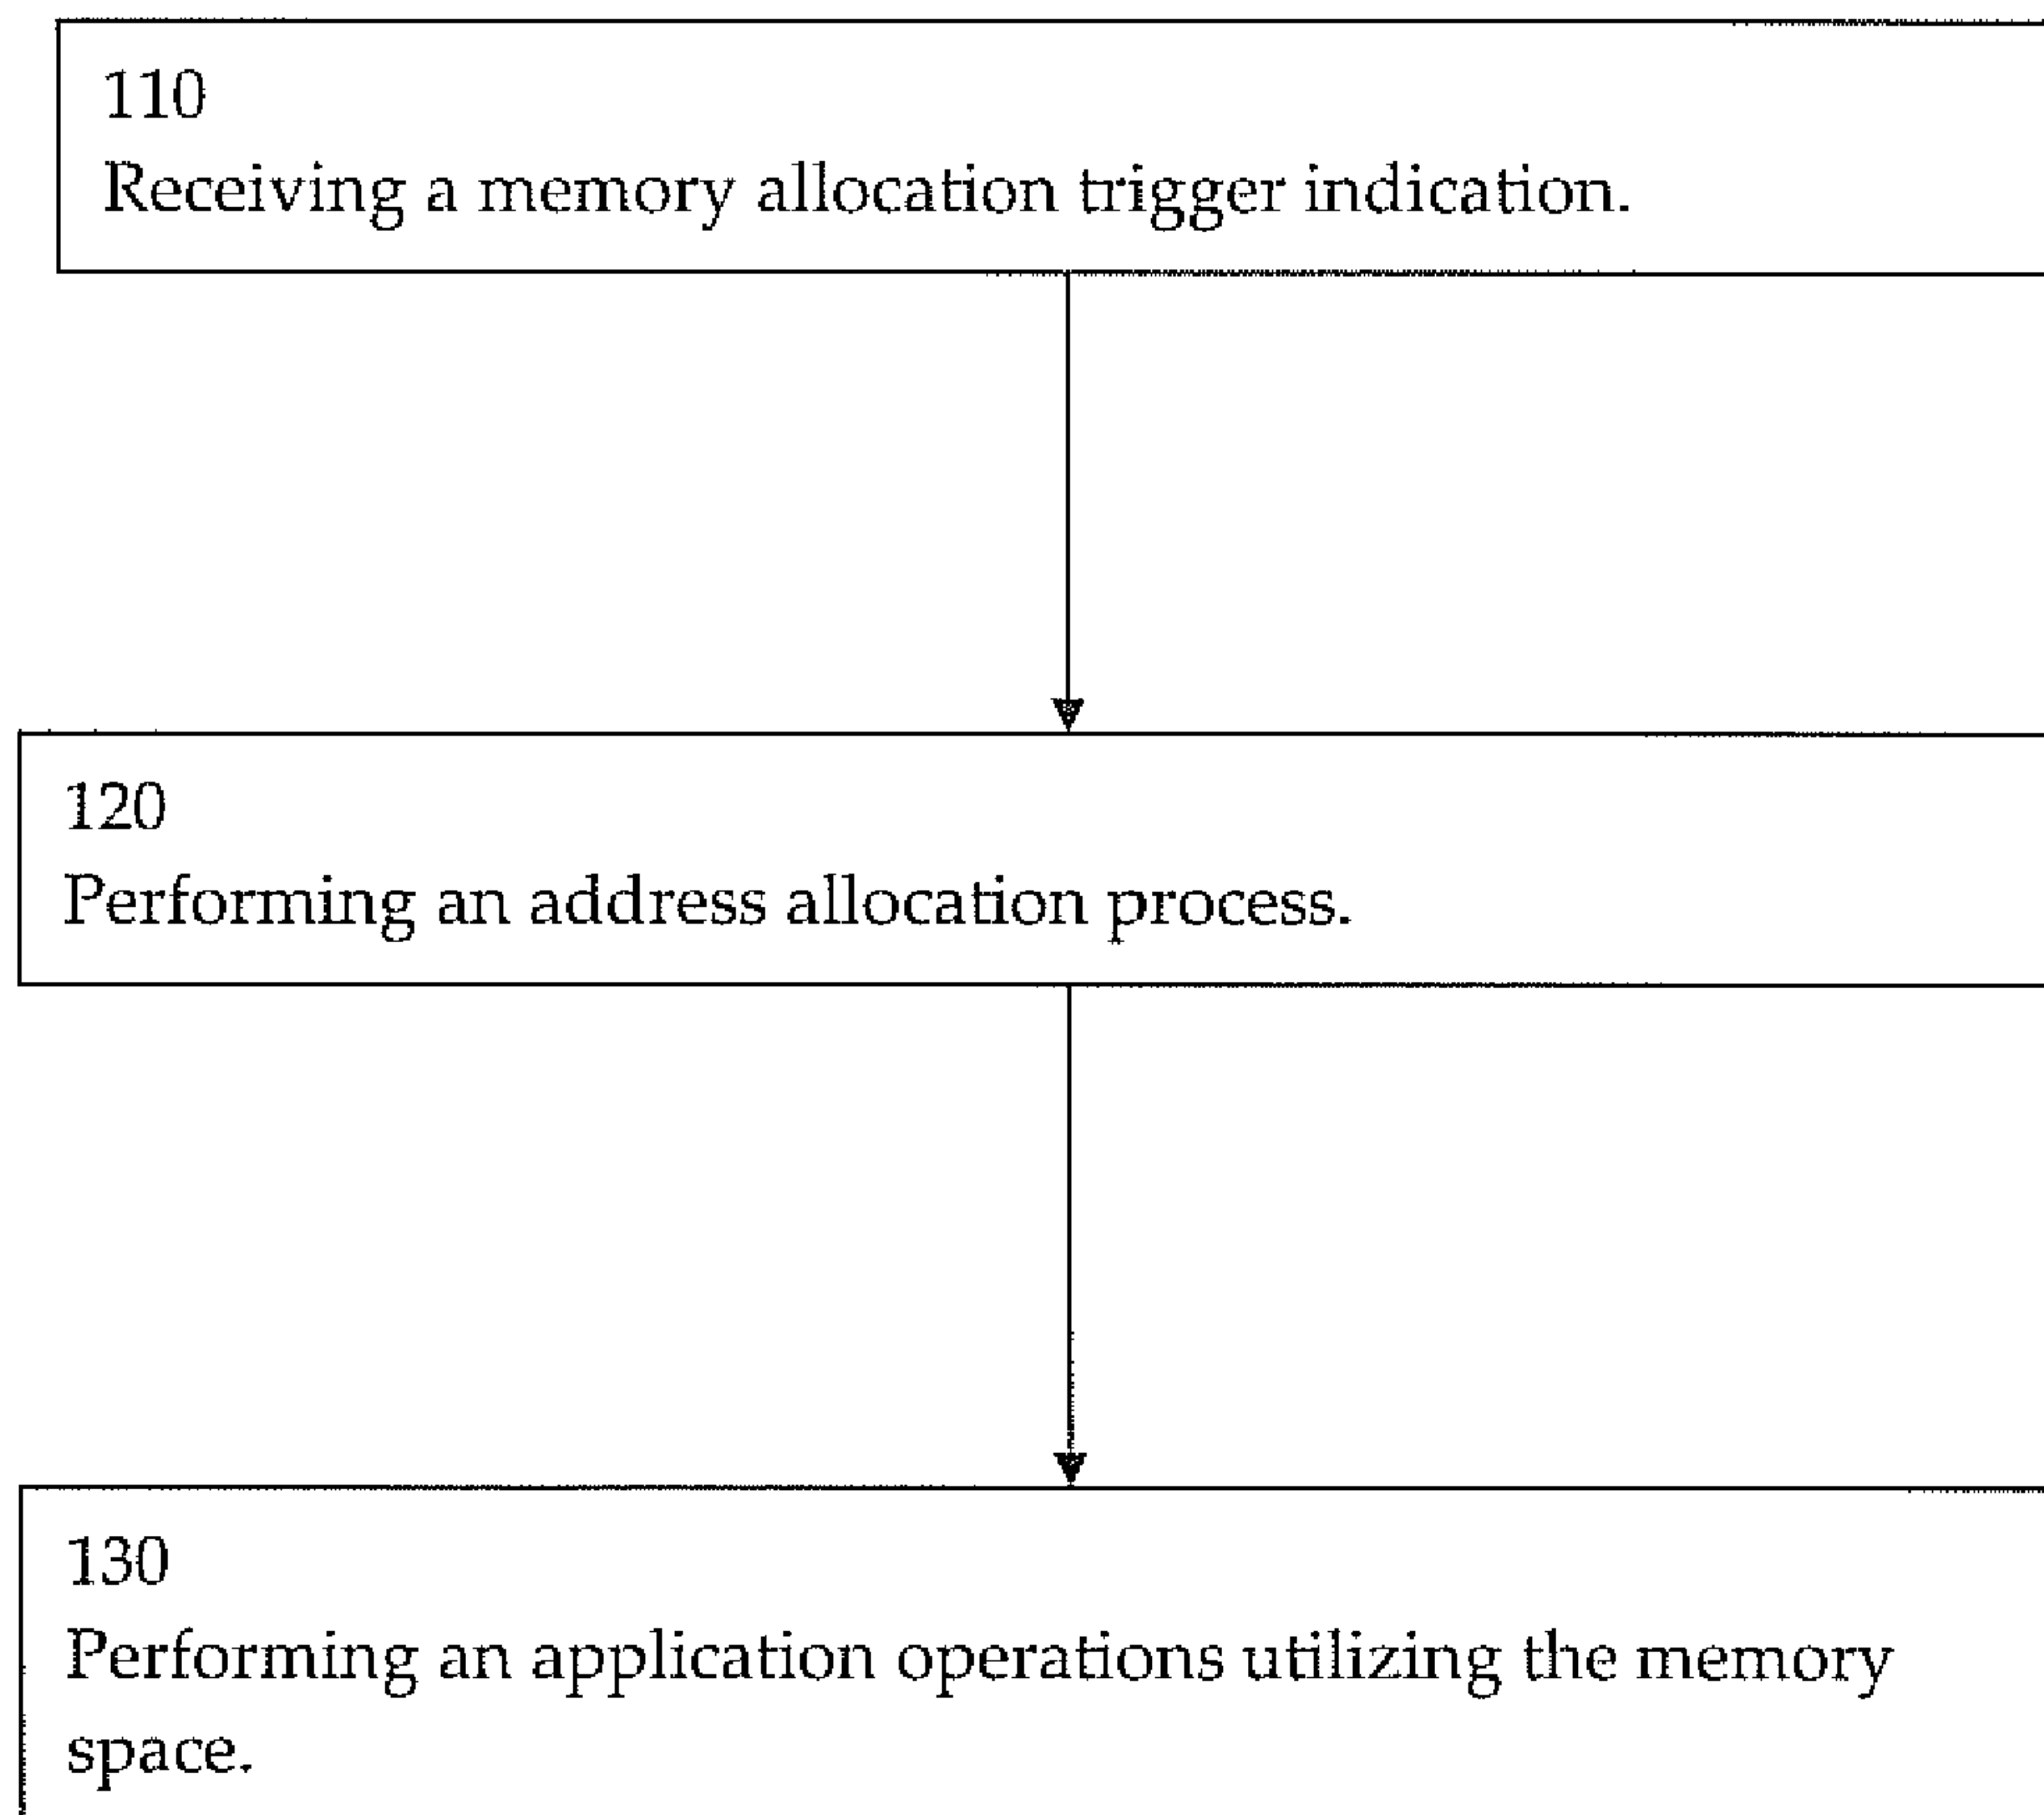 110
Receiving a memory allocation trigger indication.
120
Performing an address allocation process.
130
Performing an application operations utilizing the memory
space.